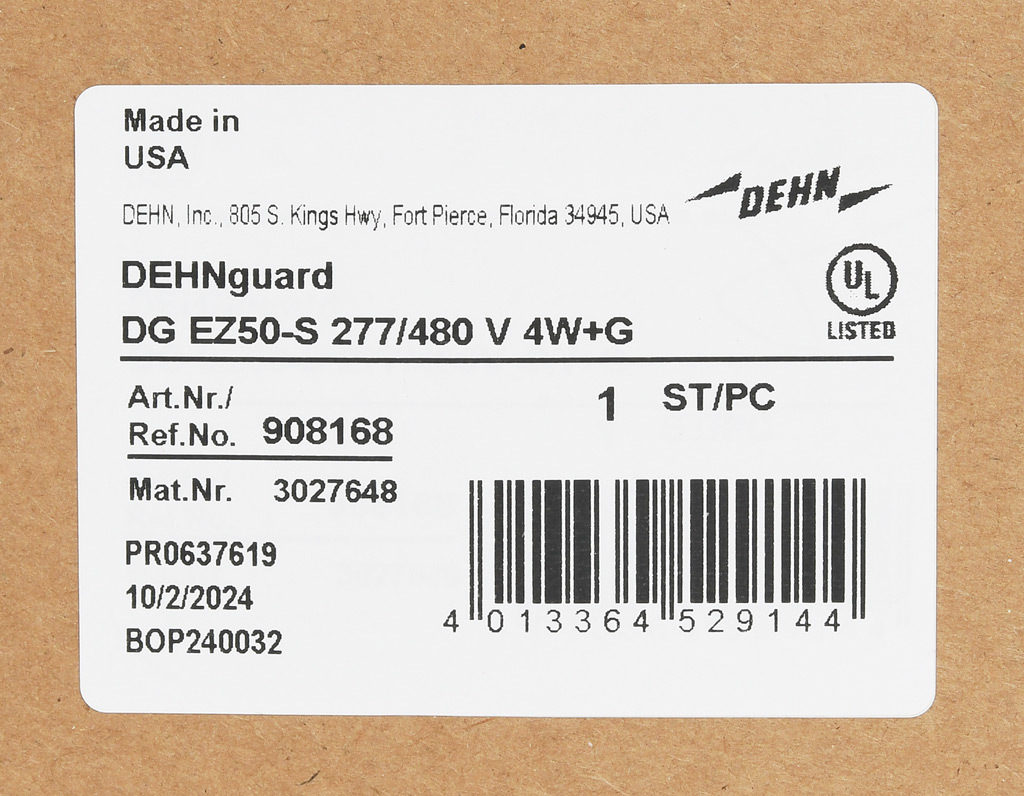 Made in
USA
DEHN, Inc., 805 S. Kings Hwy, Fort Pierce, Florida 34945, USA
DEHN
DEHNguard
UL
LISTED
DG EZ50-S 277/480 V 4W+G
Art.Nr./
Ref.No. 908168
1 ST/PC
Mat.Nr. 3027648
PR0637619
10/2/2024
BOP240032
4 013364 529144